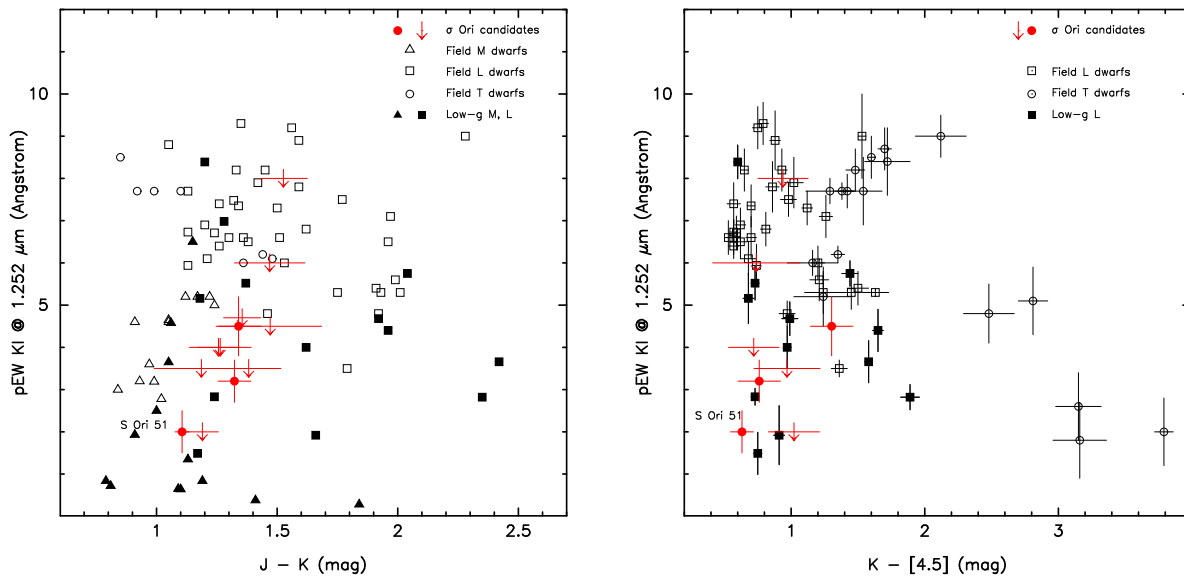 σ Ori candidates
Field M dwarfs
Field L dwarfs
Field T dwarfs
Low-g M, L
10
5
pEW KI @ 1.252 μm (Angstrom)
S Ori 51
1
1.5
2
2.5
J - K (mag)
σ Ori candidates
Field L dwarfs
Field T dwarfs
Low-g L
10
5
pEW KI @ 1.252 μm (Angstrom)
S Ori 51
1
2
3
K - [4.5] (mag)